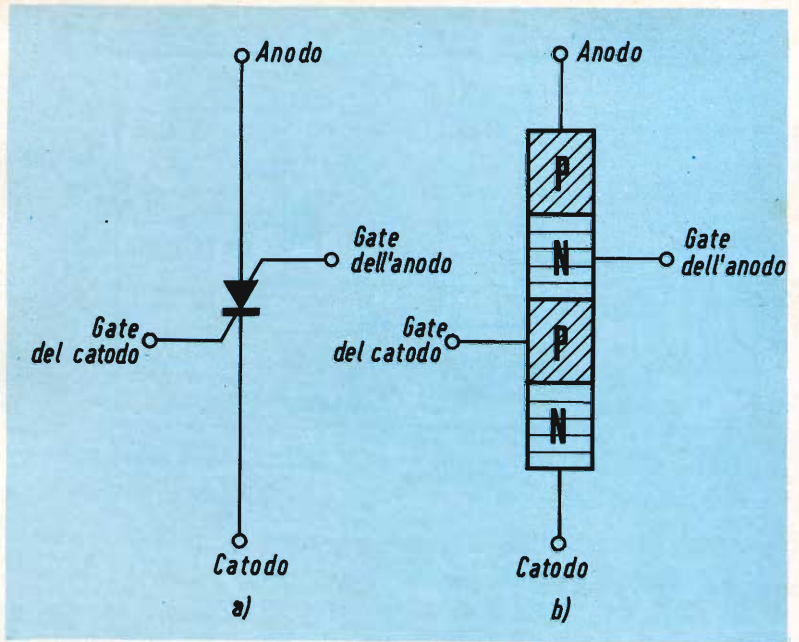 Anodo
Gate
dell'anodo
Gate
del catodo
Catodo
a)
Anodo
P
N
P
N
Gate
dell'anodo
Gate
del catodo
Catodo
b)